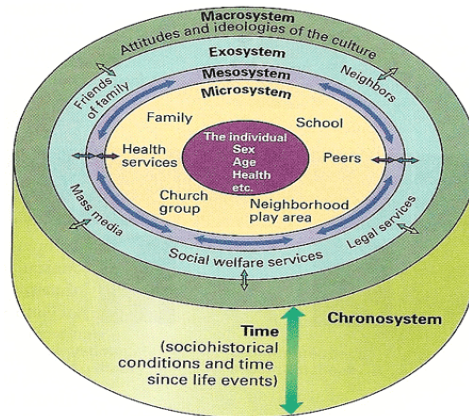 Macrosystem
Attitudes and ideologies of the culture
Exosystem
Mesosystem
Microsystem
Friends
of family
Neighbors
Family
School
The individual
Sex
Age
Health
etc.
Health
services
Peers
Church
group
Neighborhood
play area
Mass media
Legal services
Social welfare services
Time
(sociohistorical
conditions and time
since life events)
Chronosystem